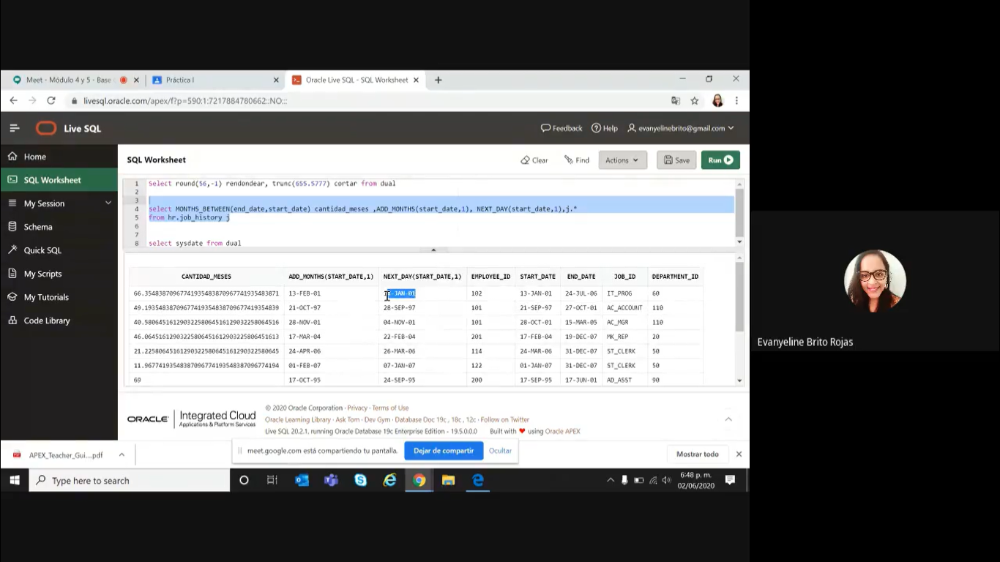 Meet - Módulo 4 y 5 - Base
Práctica I
Oracle Live SQL - SQL Worksheet
livesql.oracle.com/apex/f?p=590:1:7217884780662::NO:::
Live SQL
Feedback
Help
evanyelinebrito@gmail.com
Home
SQL Worksheet
My Session
Schema
Quick SQL
My Scripts
My Tutorials
Code Library
SQL Worksheet
Clear
Find
Actions
Save
Run
1 Select round(56,-1) rendondear, trunc(655.5777) cortar from dual
2
3
4 select MONTHS_BETWEEN(end_date,start_date) cantidad_meses ,ADD_MONTHS(start_date,1), NEXT_DAY(start_date,1),j.*
5 from hr.job_history j
6
7
8 select sysdate from dual
CANTIDAD_MESES ADD_MONTHS(START_DATE,1) NEXT_DAY(START_DATE,1) EMPLOYEE_ID START_DATE END_DATE JOB_ID DEPARTMENT_ID
66.35483870967741935483870967741935483871 13-FEB-01 -JAN-01 102 13-JAN-01 24-JUL-06 IT_PROG 60
49.1935483870967741935483870967741935484 21-OCT-97 28-SEP-97 101 21-SEP-97 27-OCT-01 AC_ACCOUNT 110
40.5806451612903225806451612903225806452 28-NOV-01 04-NOV-01 101 28-OCT-01 15-MAR-05 AC_MGR 110
46.0645161290322580645161290322580645161 17-MAR-04 22-FEB-04 201 17-FEB-04 19-DEC-07 MK_REP 20
21.2258064516129032258064516129032258065 24-APR-06 26-MAR-06 114 24-MAR-06 31-DEC-07 ST_CLERK 50
11.9677419354838709677419354838709677419 01-FEB-07 07-JAN-07 122 01-JAN-07 31-DEC-07 ST_CLERK 50
69 17-OCT-95 24-SEP-95 200 17-SEP-95 17-JUN-01 AD_ASST 90
ORACLE
Integrated Cloud
Applications & Platform Services
© 2020 Oracle Corporation · Privacy · Terms of Use
Oracle Learning Library · Ask Tom · Dev Gym · Database Doc 19c , 18c , 12c · Follow on Twitter
Live SQL 20.2.1, running Oracle Database 19c Enterprise Edition - 19.5.0.0.0 Built with ❤ using Oracle APEX
APEX_Teacher_Gui....pdf
meet.google.com está compartiendo tu pantalla.
Dejar de compartir
Ocultar
Mostrar todo
Type here to search
6:48 p. m.
02/06/2020
Evanyeline Brito Rojas